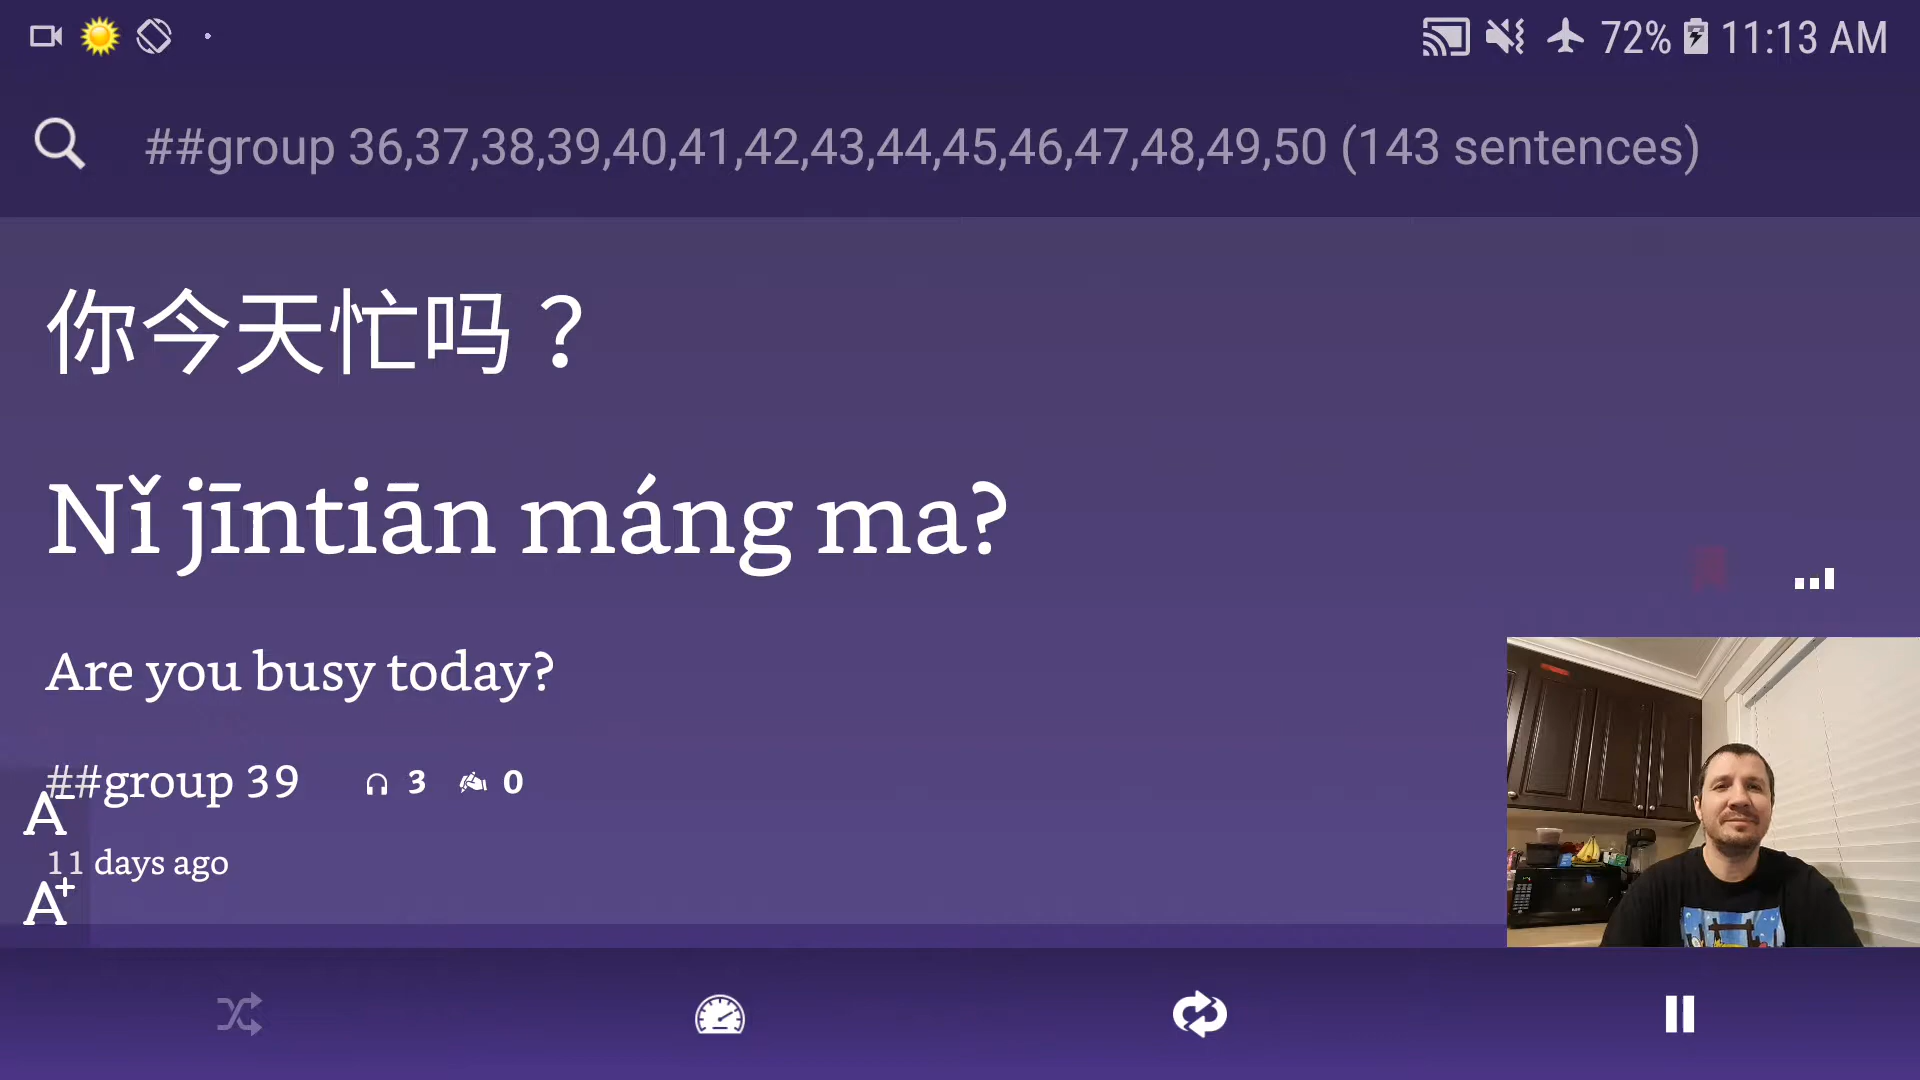 72% 11:13 AM
##group 36,37,38,39,40,41,42,43,44,45,46,47,48,49,50 (143 sentences)
你今天忙吗？
Nǐ jīntiān máng ma?
Are you busy today?
##group 39 3 0
A-
11 days ago
A+